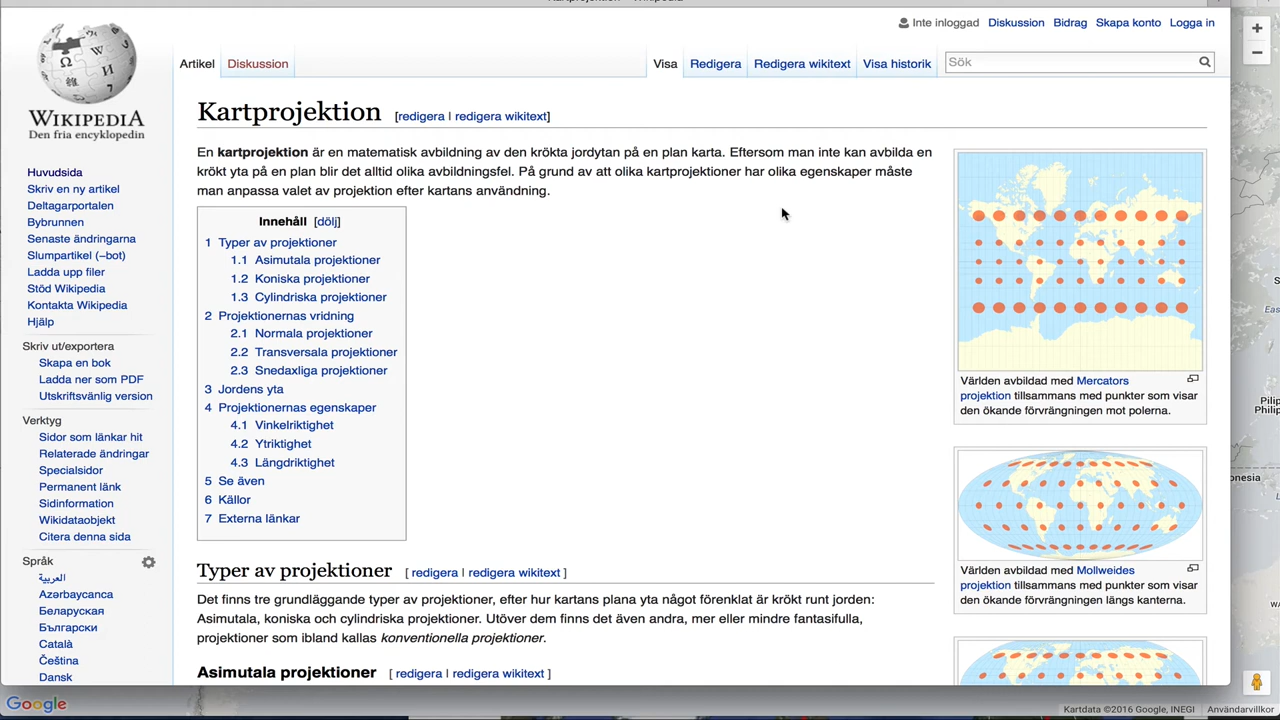 Inte inloggad Diskussion Bidrag Skapa konto Logga in
Artikel Diskussion Visa Redigera Redigera wikitext Visa historik Sök
WIKIPEDIA
Den fria encyklopedin
Huvudsida
Skriv en ny artikel
Deltagarportalen
Bybrunnen
Senaste ändringarna
Slumpartikel (−bot)
Ladda upp filer
Stöd Wikipedia
Kontakta Wikipedia
Hjälp
Skriv ut/exportera
Skapa en bok
Ladda ner som PDF
Utskriftsvänlig version
Verktyg
Sidor som länkar hit
Relaterade ändringar
Specialsidor
Permanent länk
Sidinformation
Wikidataobjekt
Citera denna sida
Språk
العربية
Azərbaycanca
Беларуская
Български
Català
Čeština
Dansk
Kartprojektion [redigera | redigera wikitext]
En kartprojektion är en matematisk avbildning av den krökta jordytan på en plan karta. Eftersom man inte kan avbilda en
krökt yta på en plan blir det alltid olika avbildningsfel. På grund av att olika kartprojektioner har olika egenskaper måste
man anpassa valet av projektion efter kartans användning.
Innehåll [dölj]
1 Typer av projektioner
1.1 Asimutala projektioner
1.2 Koniska projektioner
1.3 Cylindriska projektioner
2 Projektionernas vridning
2.1 Normala projektioner
2.2 Transversala projektioner
2.3 Snedaxliga projektioner
3 Jordens yta
4 Projektionernas egenskaper
4.1 Vinkelriktighet
4.2 Ytriktighet
4.3 Längdriktighet
5 Se även
6 Källor
7 Externa länkar
Typer av projektioner [ redigera | redigera wikitext ]
Det finns tre grundläggande typer av projektioner, efter hur kartans plana yta något förenklat är krökt runt jorden:
Asimutala, koniska och cylindriska projektioner. Utöver dem finns det även andra, mer eller mindre fantasifulla,
projektioner som ibland kallas konventionella projektioner.
Asimutala projektioner [ redigera | redigera wikitext ]
Världen avbildad med Mercators
projektion tillsammans med punkter som visar
den ökande förvrängningen mot polerna.
Världen avbildad med Mollweides
projektion tillsammans med punkter som visar
den ökande förvrängningen längs kanterna.
Google
Kartdata ©2016 Google, INEGI Användarvillkor